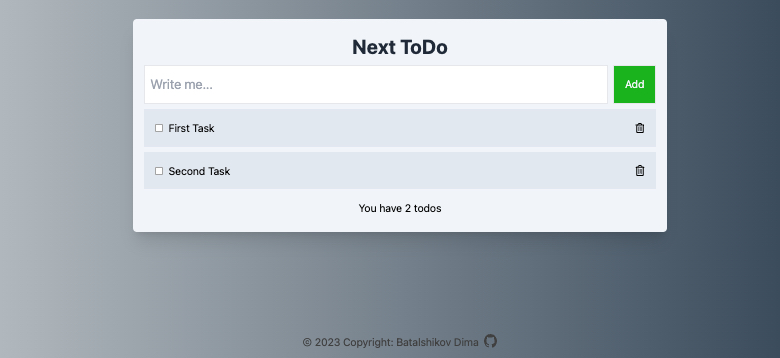 Next ToDo
Write me...
Add
First Task
Second Task
You have 2 todos
© 2023 Copyright: Batalshikov Dima